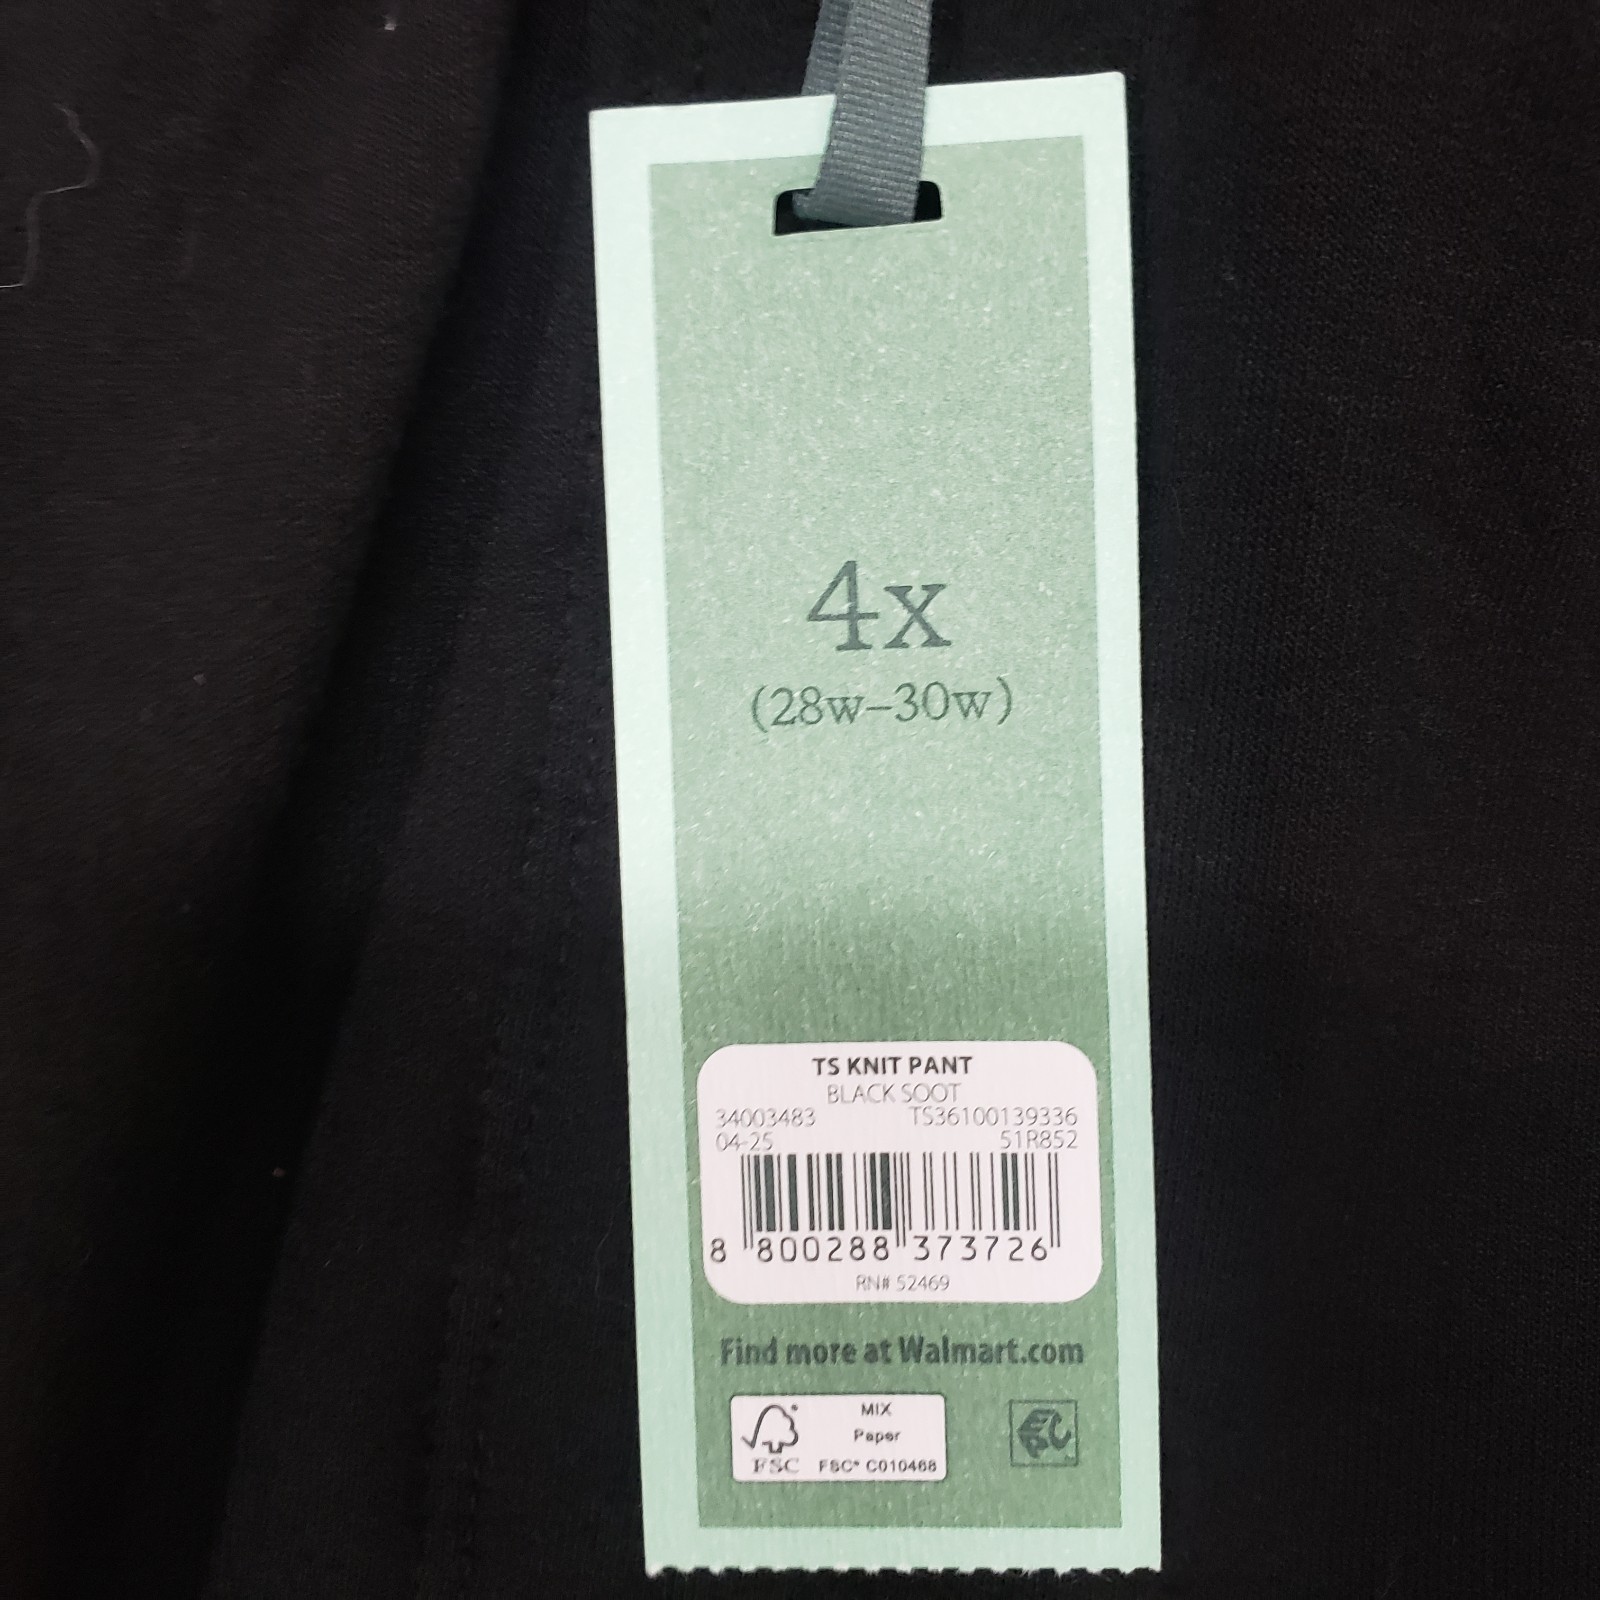 4x
(28w–30w)
TS KNIT PANT
BLACK SOOT
34003483 TS36100139336
04-25 51R852
8 800288 373726
RN# 52469
Find more at Walmart.com
MIX
Paper
FSC FSC® C010468